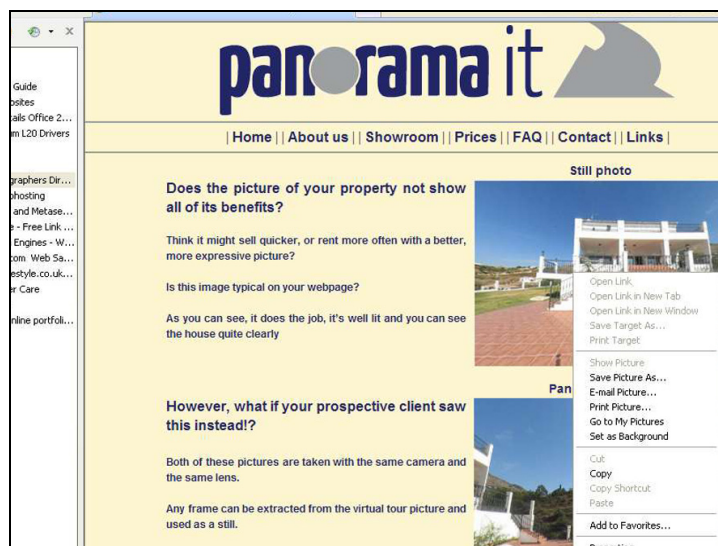 panorama it
| Home | | About us | | Showroom | | Prices | | FAQ | | Contact | | Links |
Guide
ails Office 2...
m L20 Drivers
graphers Dir...
hosting
and Metase...
e - Free Link ...
Engines - W...
com Web Sa...
estyle.co.uk...
er Care
nline portfoli...
Does the picture of your property not show
all of its benefits?
Think it might sell quicker, or rent more often with a better,
more expressive picture?
Is this image typical on your webpage?
As you can see, it does the job, it's well lit and you can see
the house quite clearly
However, what if your prospective client saw
this instead!?
Both of these pictures are taken with the same camera and
the same lens.
Any frame can be extracted from the virtual tour picture and
used as a still.
Still photo
Pan
Open Link
Open Link in New Tab
Open Link in New Window
Save Target As...
Print Target
Show Picture
Save Picture As...
E-mail Picture...
Print Picture...
Go to My Pictures
Set as Background
Cut
Copy
Copy Shortcut
Paste
Add to Favorites...